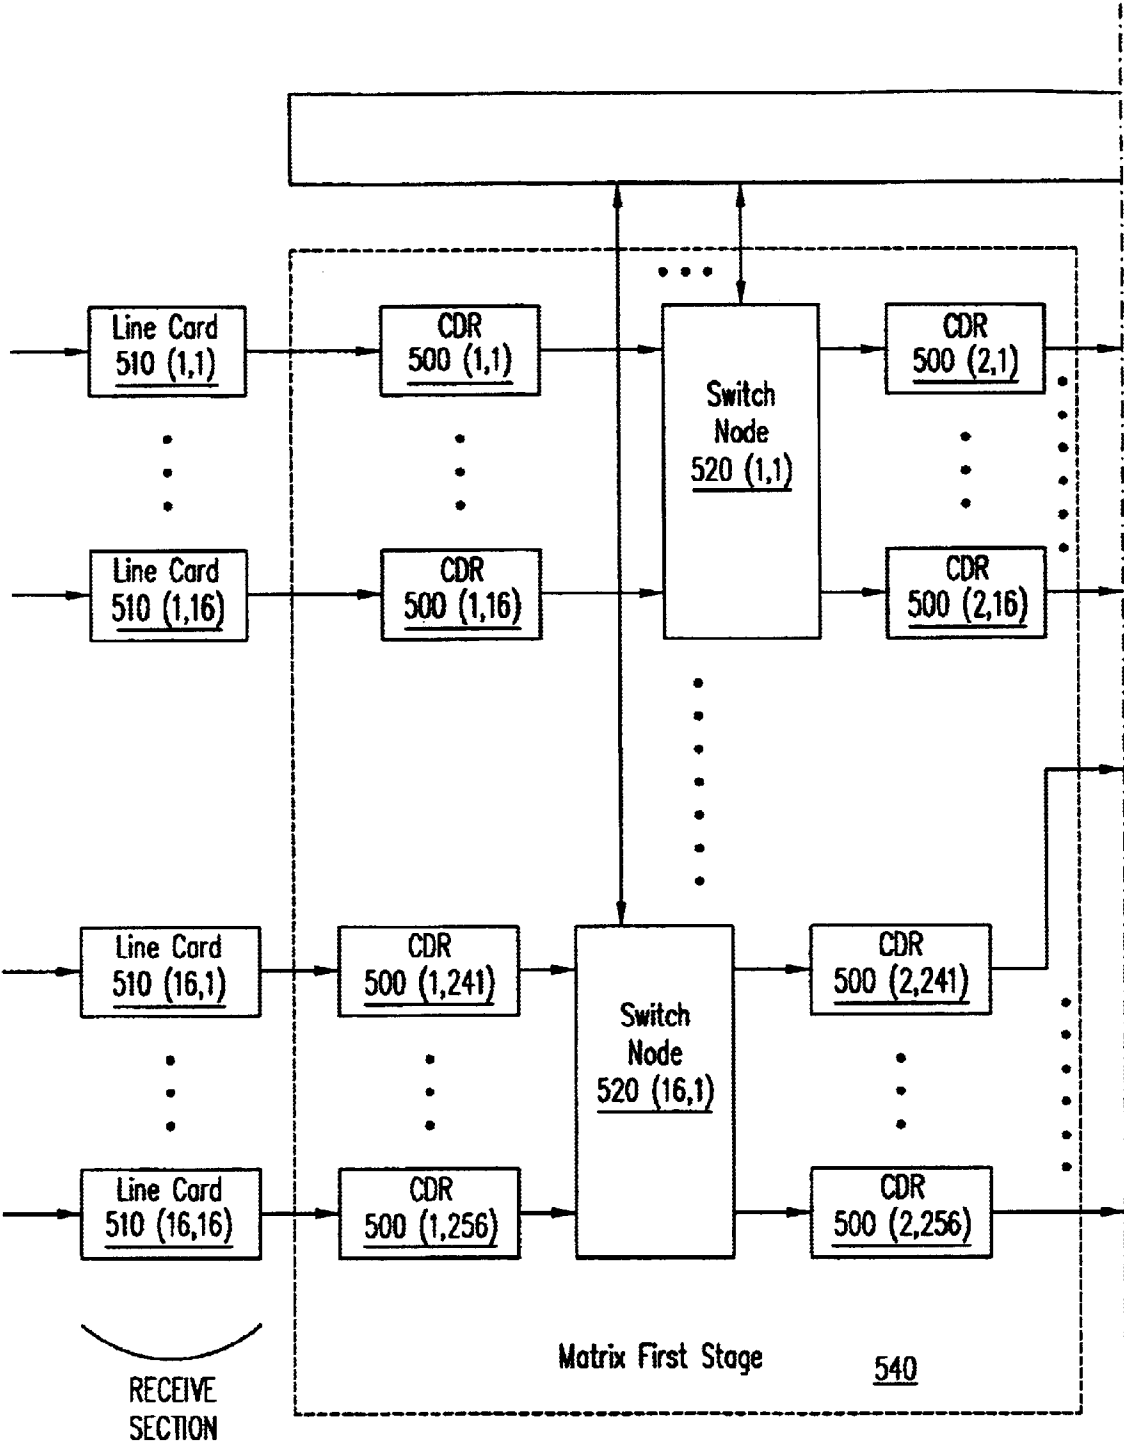 Line Card
510 (1,1)
CDR
500 (1,1)
Switch
Node
520 (1,1)
CDR
500 (2,1)
Line Card
510 (1,16)
CDR
500 (1,16)
CDR
500 (2,16)
Line Card
510 (16,1)
CDR
500 (1,241)
Switch
Node
520 (16,1)
CDR
500 (2,241)
Line Card
510 (16,16)
CDR
500 (1,256)
CDR
500 (2,256)
Matrix First Stage
540
RECEIVE
SECTION